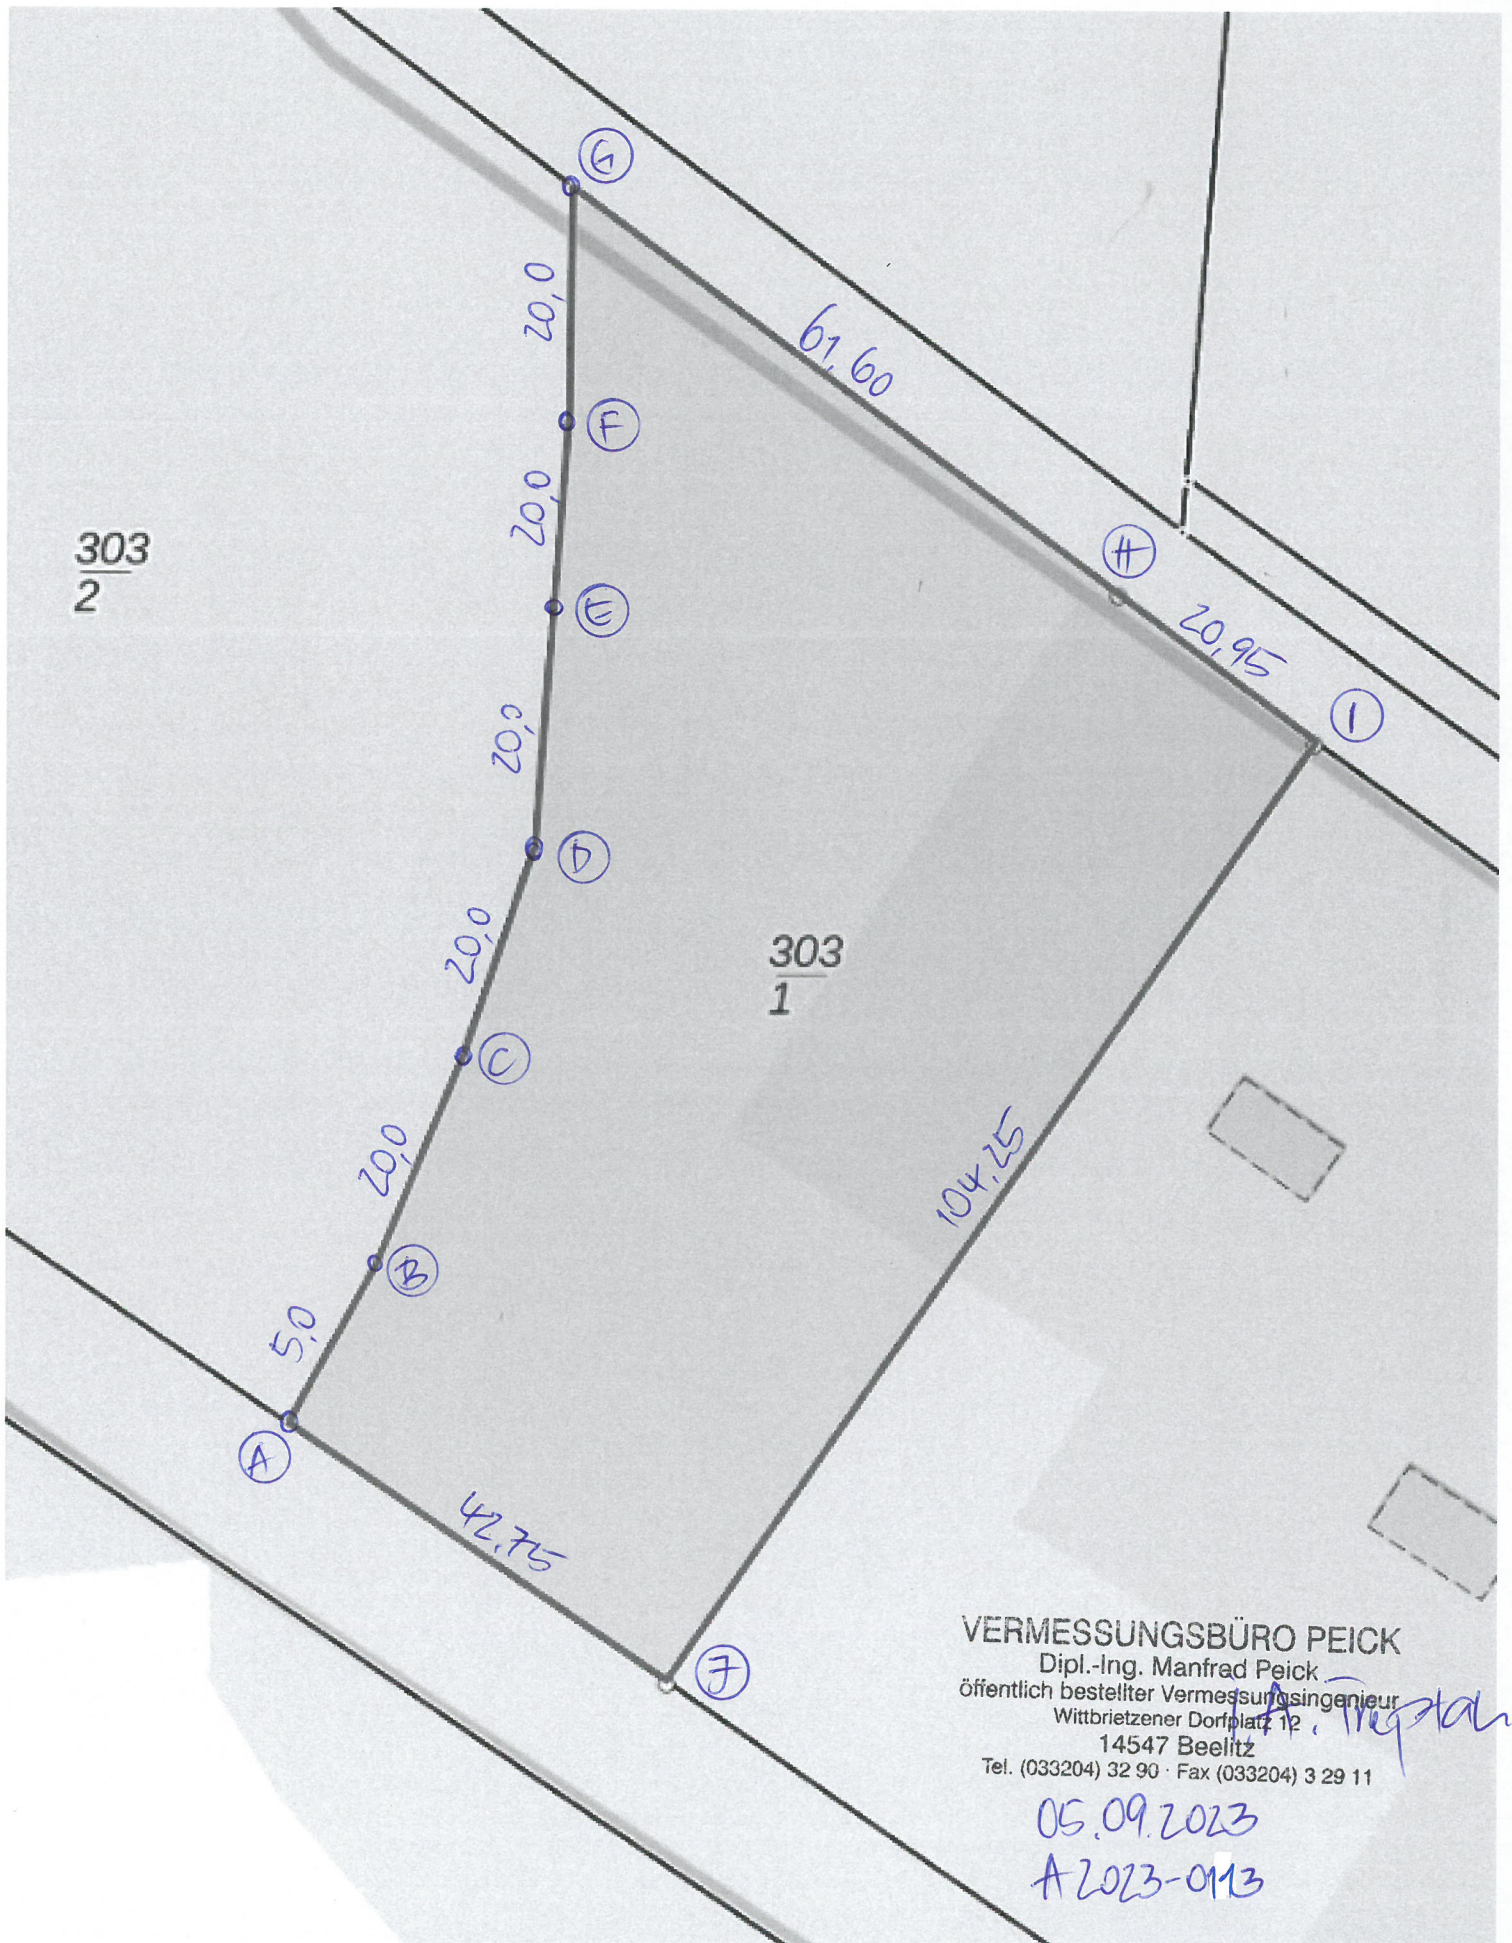 G
20,0
61,60
F
20,0
303
2
H
E
20,95
I
20,0
D
20,0
303
1
C
20,0
104,25
B
5,0
A
42,75
J
VERMESSUNGSBÜRO PEICK
Dipl.-Ing. Manfred Peick
öffentlich bestellter Vermessungsingenieur
Wittbrietzener Dorfplatz 12
i.A.
14547 Beelitz
Tel. (033204) 32 90 · Fax (033204) 3 29 11
05.09.2023
A2023-0113